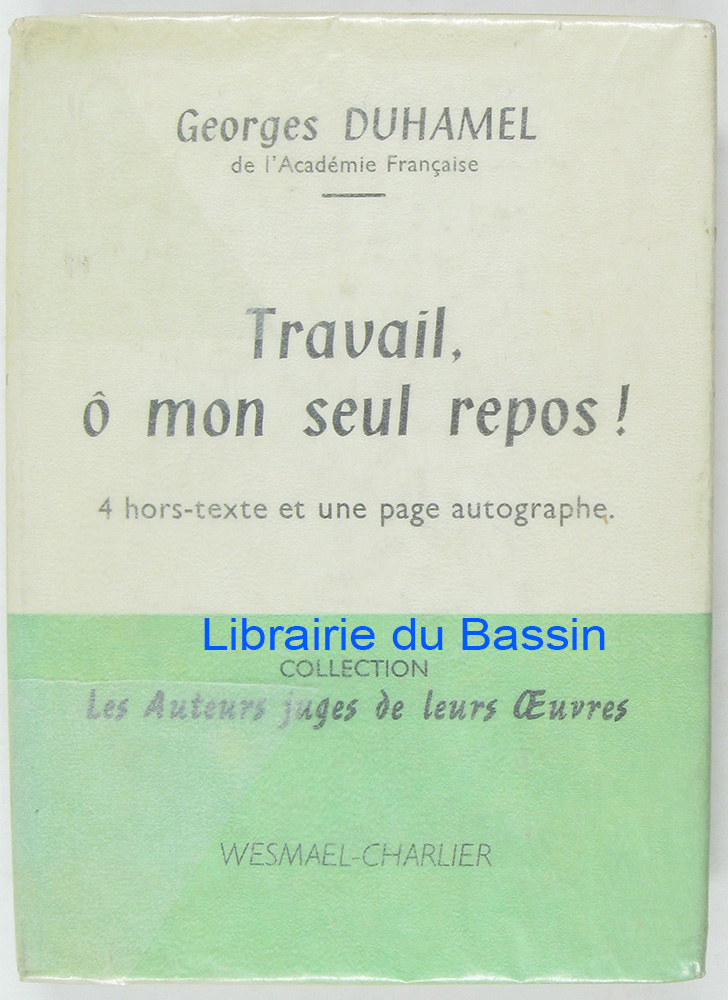 Georges DUHAMEL
de l'Académie Française
Travail,
ô mon seul repos !
4 hors-texte et une page autographe.
Librairie du Bassin
COLLECTION
Les Auteurs juges de leurs Œuvres
WESMAEL-CHARLIER